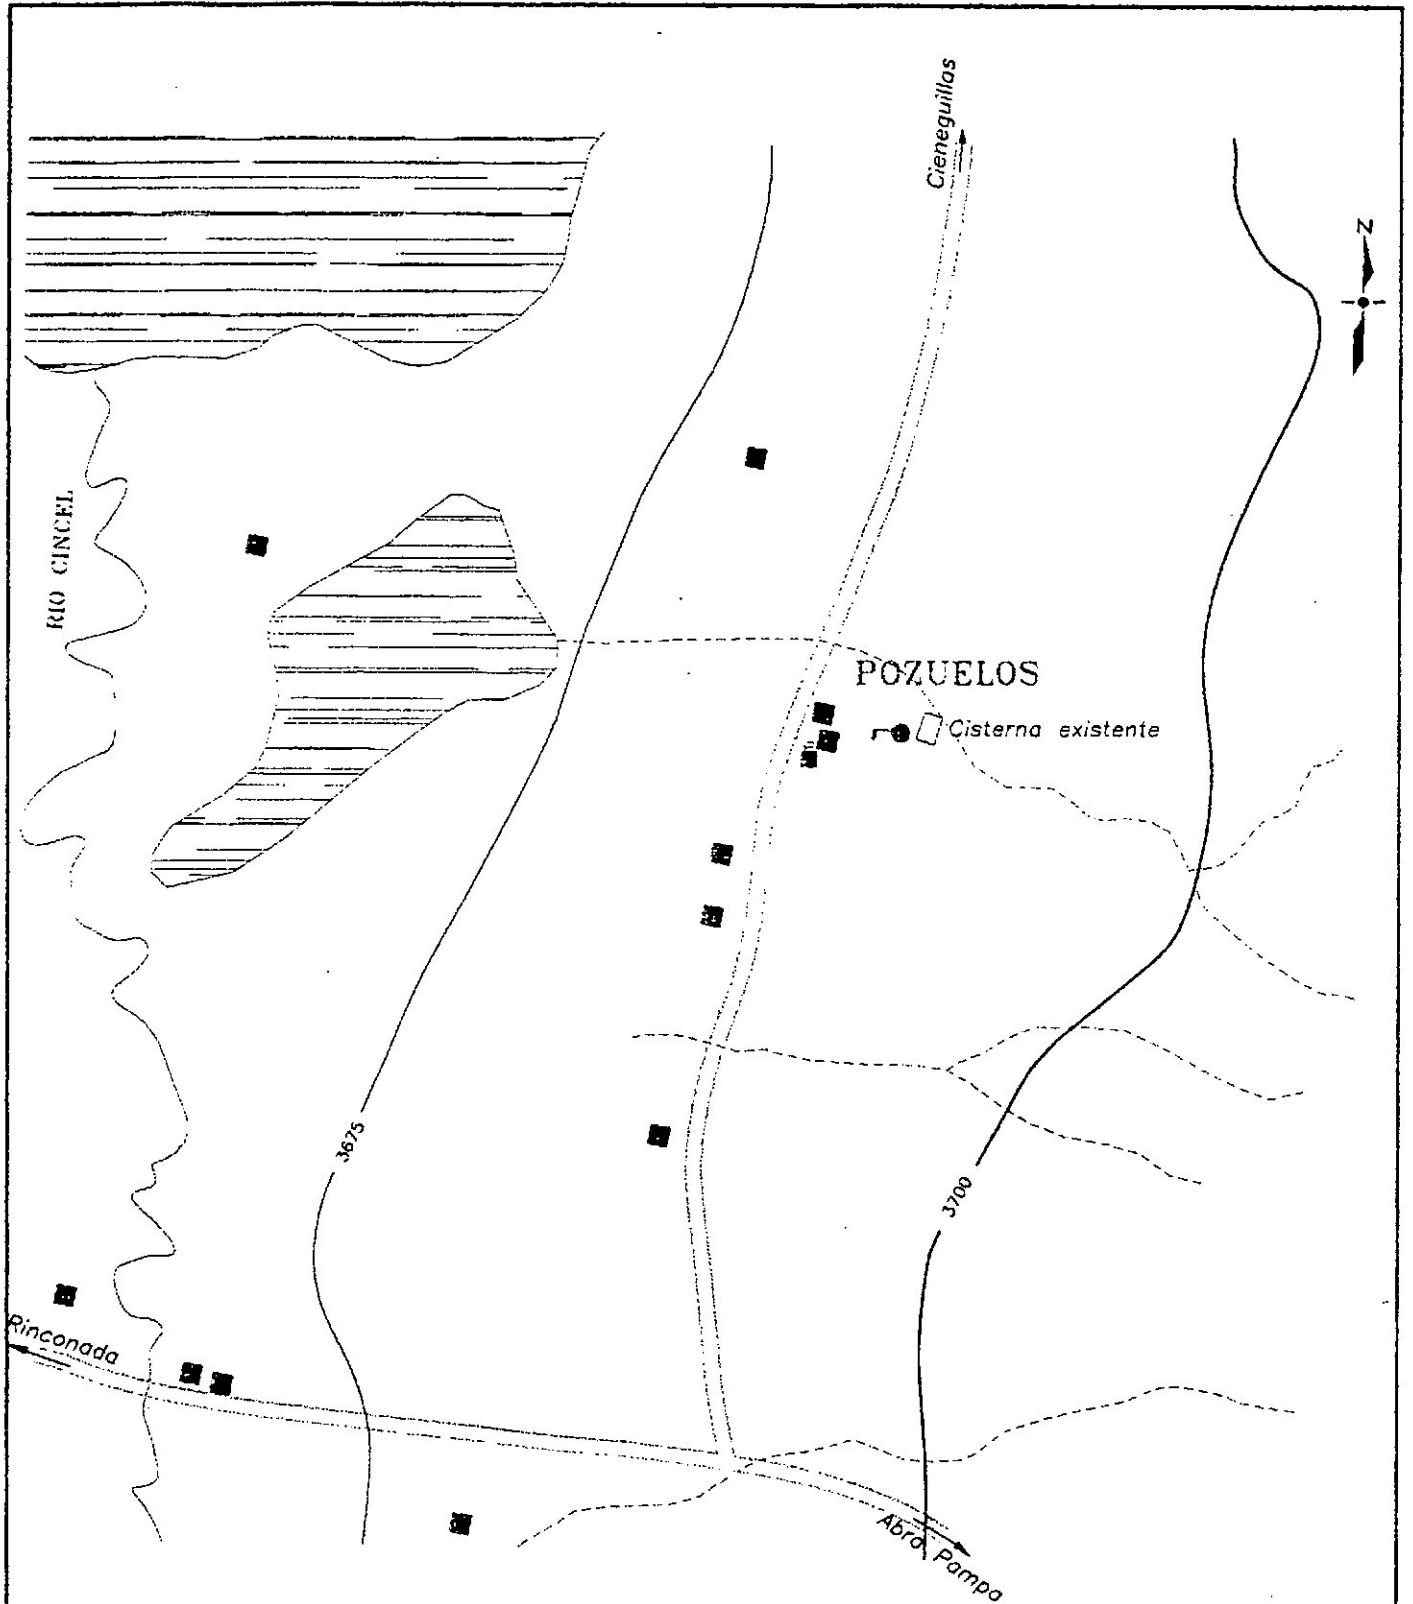 Cieneguillas
N
RIO CINCEL
POZUELOS
Cisterna existente
3675
3700
Rinconada
Abra Pampa